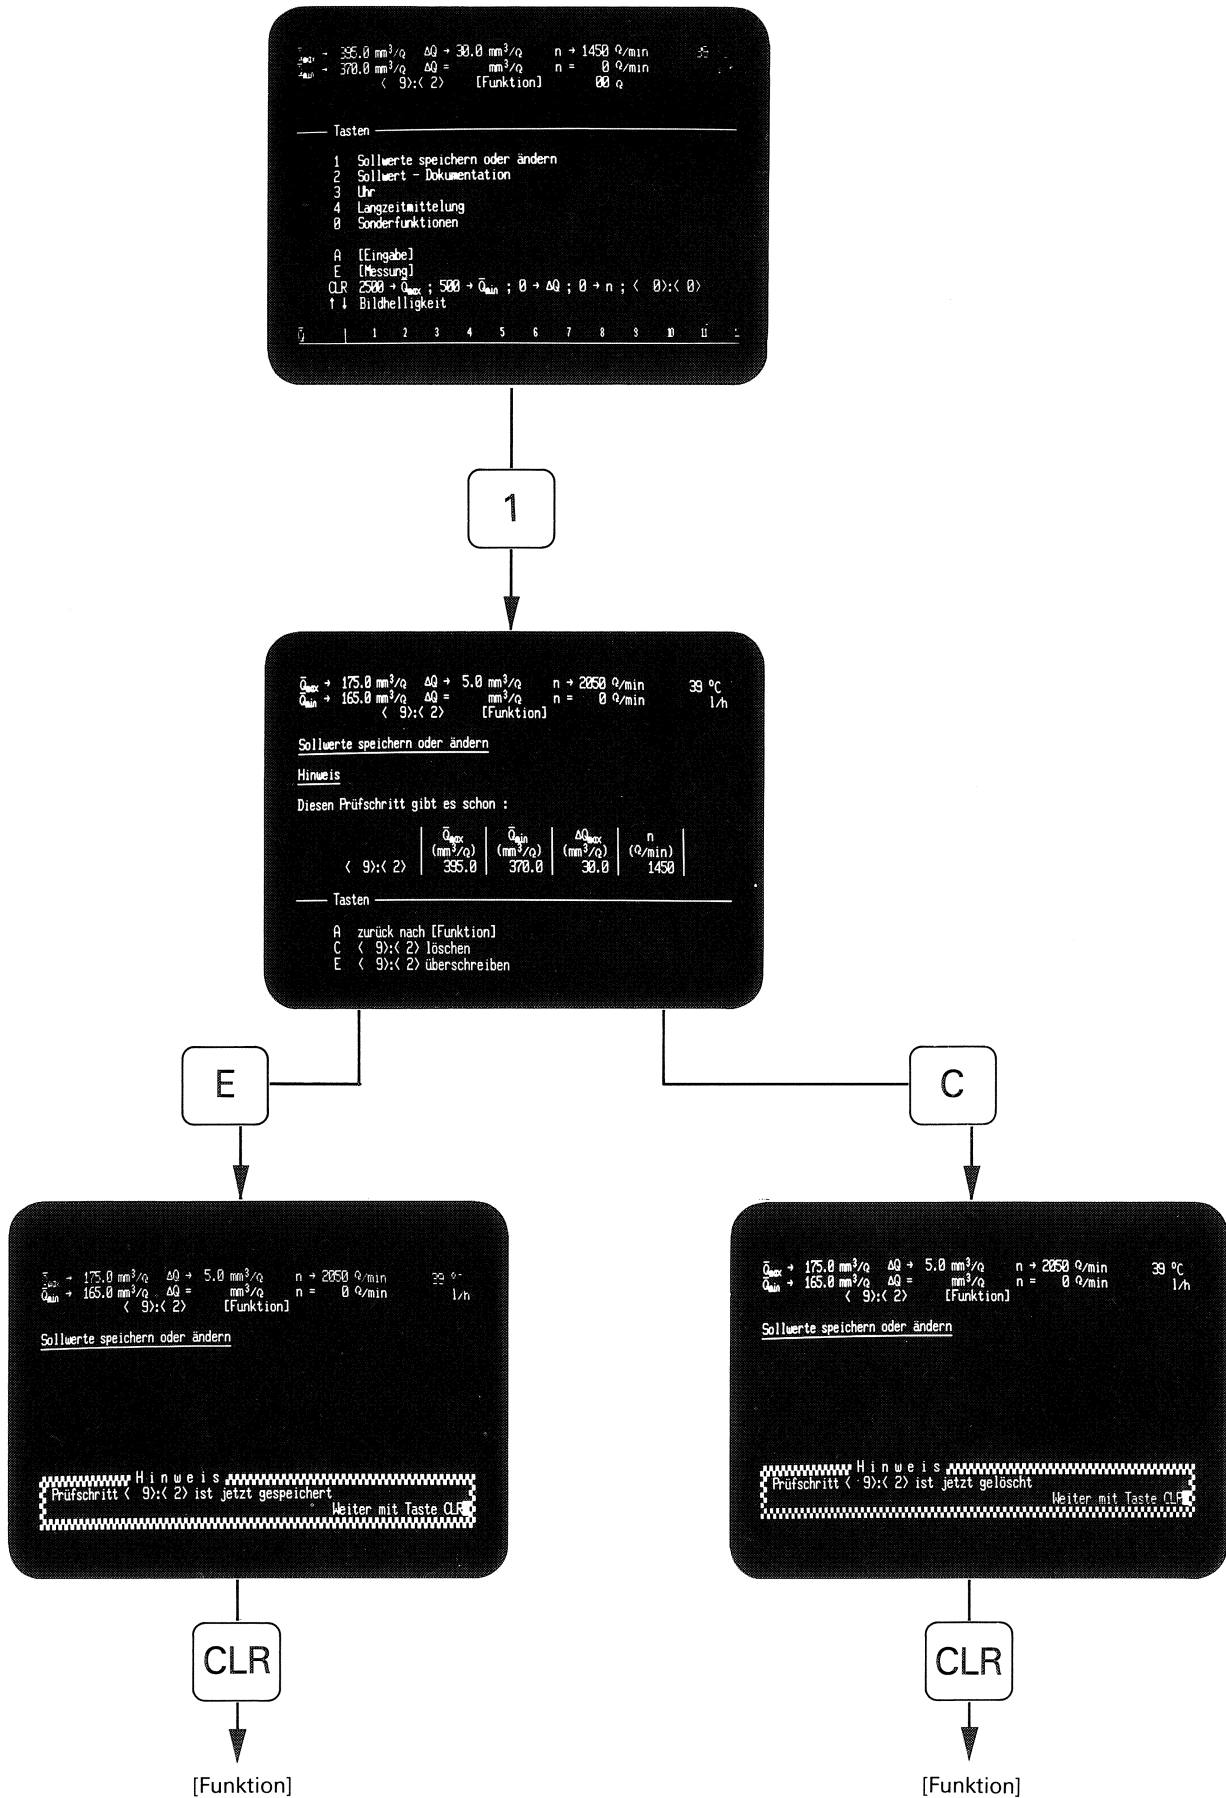 → 395.0 mm³/Ω ΔQ → 30.0 mm³/Ω n → 1450 Ω/min
→ 370.0 mm³/Ω ΔQ = mm³/Ω n = 0 Ω/min
< 9>:< 2> [Funktion] 00 Ω
Tasten
1 Sollwerte speichern oder ändern
2 Sollwert - Dokumentation
3 Uhr
4 Langzeitmittelung
0 Sonderfunktionen
A [Eingabe]
E [Messung]
CLR 2500 → Q̄max ; 500 → Q̄min ; 0 → ΔQ ; 0 → n ; < 0>:< 0>
↑ ↓ Bildhelligkeit
Q̄ 1 2 3 4 5 6 7 8 9 10 11
1
Q̄max → 175.0 mm³/Ω ΔQ → 5.0 mm³/Ω n → 2050 Ω/min 39 °C
Q̄min → 165.0 mm³/Ω ΔQ = mm³/Ω n = 0 Ω/min l/h
< 9>:< 2> [Funktion]
Sollwerte speichern oder ändern
Hinweis
Diesen Prüfschritt gibt es schon :
Q̄max Q̄min ΔQmax n
(mm³/Ω) (mm³/Ω) (mm³/Ω) (Ω/min)
< 9>:< 2> 395.0 370.0 30.0 1450
Tasten
A zurück nach [Funktion]
C < 9>:< 2> löschen
E < 9>:< 2> überschreiben
E
C
→ 175.0 mm³/Ω ΔQ → 5.0 mm³/Ω n → 2050 Ω/min 39
Q̄min → 165.0 mm³/Ω ΔQ = mm³/Ω n = 0 Ω/min l/h
< 9>:< 2> [Funktion]
Sollwerte speichern oder ändern
Hinweis
Prüfschritt < 9>:< 2> ist jetzt gespeichert
Weiter mit Taste CLR
CLR
[Funktion]
Q̄max → 175.0 mm³/Ω ΔQ → 5.0 mm³/Ω n → 2050 Ω/min 39 °C
Q̄min → 165.0 mm³/Ω ΔQ = mm³/Ω n = 0 Ω/min l/h
< 9>:< 2> [Funktion]
Sollwerte speichern oder ändern
Hinweis
Prüfschritt < 9>:< 2> ist jetzt gelöscht
Weiter mit Taste CLR
CLR
[Funktion]